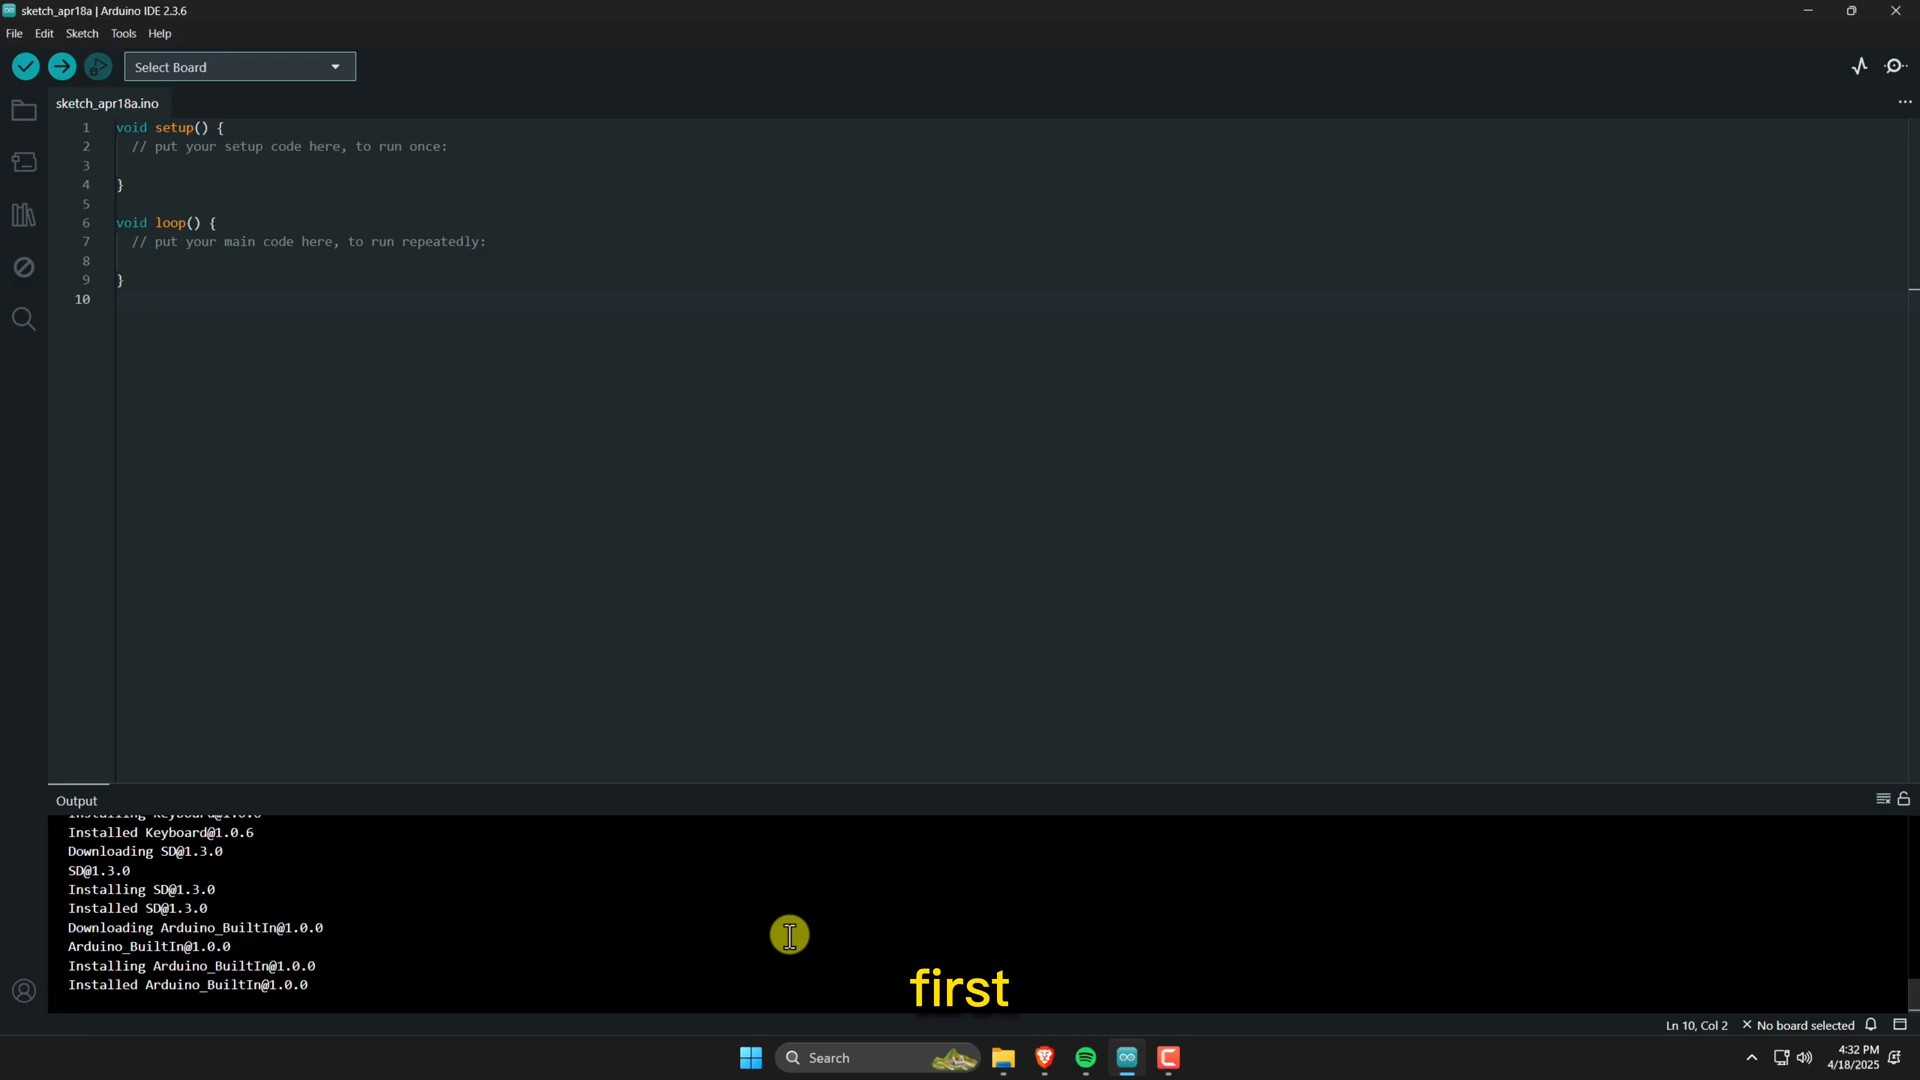 sketch_apr18a | Arduino IDE 2.3.6
File Edit Sketch Tools Help
Select Board
sketch_apr18a.ino
1 void setup() {
2 // put your setup code here, to run once:
3
4 }
5
6 void loop() {
7 // put your main code here, to run repeatedly:
8
9 }
10
Output
Installing Keyboard@1.0.6
Installed Keyboard@1.0.6
Downloading SD@1.3.0
SD@1.3.0
Installing SD@1.3.0
Installed SD@1.3.0
Downloading Arduino_BuiltIn@1.0.0
Arduino_BuiltIn@1.0.0
Installing Arduino_BuiltIn@1.0.0
Installed Arduino_BuiltIn@1.0.0
first
Ln 10, Col 2 × No board selected
Search
4:32 PM
4/18/2025